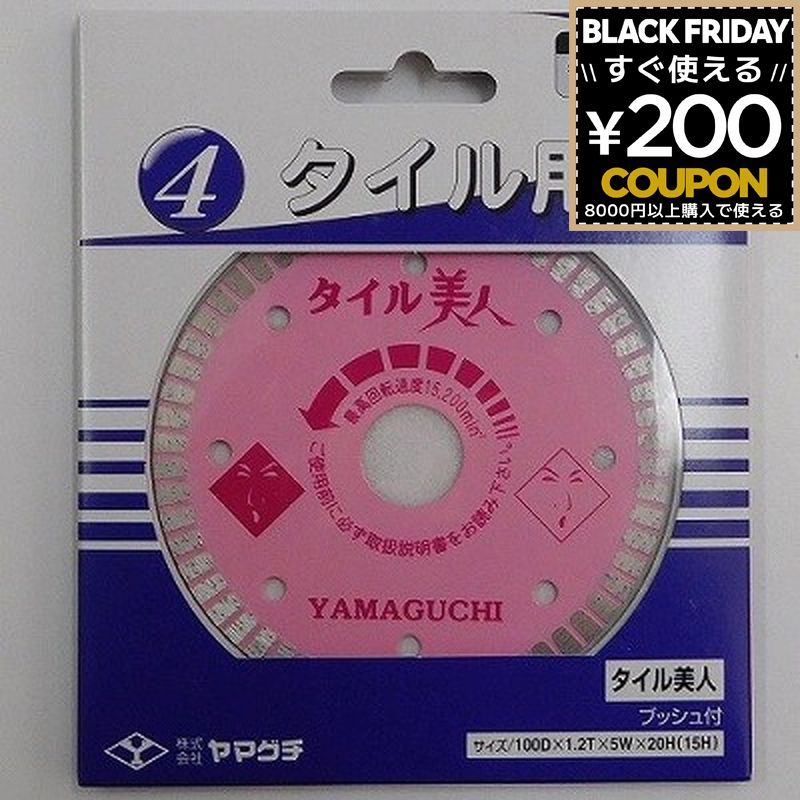 BLACK FRIDAY
\\ すぐ使える //
¥200
COUPON
8000円以上購入で使える
4 タイル用
タイル美人
最高回転速度15,200min⁻¹
ご使用前に必ず取扱説明書をお読み下さい。
YAMAGUCHI
タイル美人
ブッシュ付
株式会社 ヤマグチ
サイズ/100D×1.2T×5W×20H(15H)